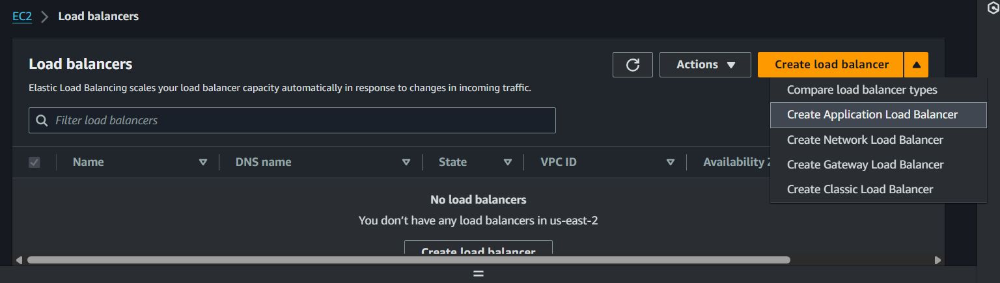 EC2 Load balancers
Load balancers
Actions
Create load balancer
Elastic Load Balancing scales your load balancer capacity automatically in response to changes in incoming traffic.
Compare load balancer types
Create Application Load Balancer
Create Network Load Balancer
Create Gateway Load Balancer
Create Classic Load Balancer
Filter load balancers
Name DNS name State VPC ID Availability
No load balancers
You don’t have any load balancers in us-east-2
Create load balancer